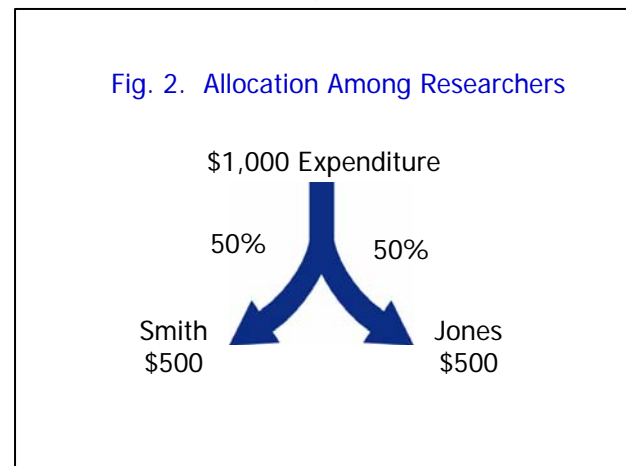 Fig. 2. Allocation Among Researchers
$1,000 Expenditure
50%
50%
Smith
$500
Jones
$500